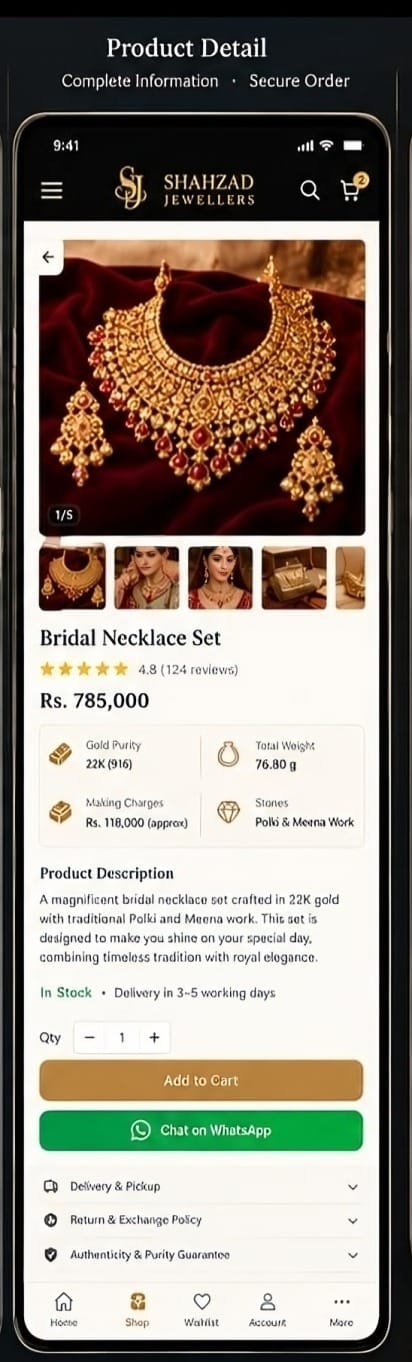 Product Detail
Complete Information · Secure Order
9:41
SJ
SHAHZAD
JEWELLERS
2
1/5
Bridal Necklace Set
4.8 (124 reviews)
Rs. 785,000
Gold Purity
22K (916)
Total Weight
76.80 g
Making Charges
Rs. 118,000 (approx)
Stones
Polki & Meena Work
Product Description
A magnificent bridal necklace set crafted in 22K gold
with traditional Polki and Meena work. This set is
designed to make you shine on your special day,
combining timeless tradition with royal elegance.
In Stock • Delivery in 3-5 working days
Qty − 1 +
Add to Cart
Chat on WhatsApp
Delivery & Pickup
Return & Exchange Policy
Authenticity & Purity Guarantee
Home Shop Wishlist Account More